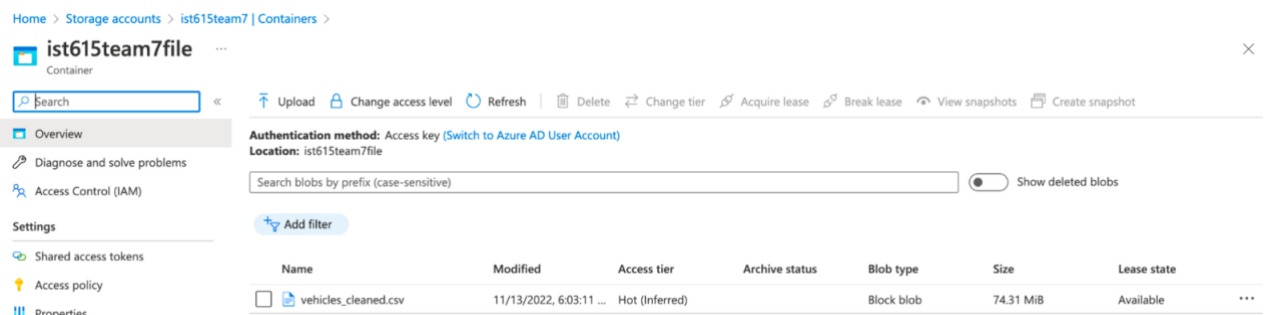 Home > Storage accounts > ist615team7 | Containers >
ist615team7file ...
Container
Search «
Upload Change access level Refresh Delete Change tier Acquire lease Break lease View snapshots Create snapshot
Overview
Diagnose and solve problems
Access Control (IAM)
Settings
Shared access tokens
Access policy
Properties
Authentication method: Access key (Switch to Azure AD User Account)
Location: ist615team7file
Search blobs by prefix (case-sensitive)
Show deleted blobs
Add filter
Name Modified Access tier Archive status Blob type Size Lease state
vehicles_cleaned.csv 11/13/2022, 6:03:11 ... Hot (Inferred) Block blob 74.31 MiB Available ...